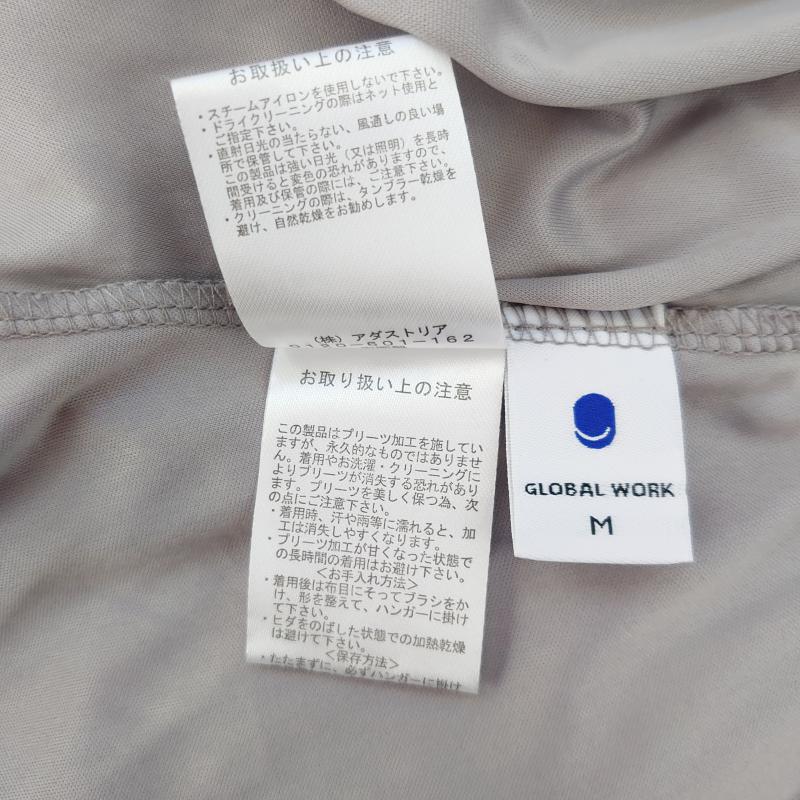 お取扱い上の注意
・スチームアイロンを使用しないで下さい。
・ドライクリーニングの際はネット使用と
ご指定下さい。
・直射日光の当たらない、風通しの良い場
所で保管して下さい。
この製品は強い日光(又は照明)を長時
間受けると変色の恐れがありますので、
着用及び保管の際には、ご注意下さい。
・クリーニングの際は、タンブラー乾燥を
避け、自然乾燥をお勧めします。
(株)アダストリア
0120-601-162
お取り扱い上の注意
この製品はプリーツ加工を施してい
ますが、永久的なものではありませ
ん。着用やお洗濯・クリーニングに
よりプリーツが消失する恐れがあり
ます。プリーツを美しく保つ為、次
の点にご注意下さい。
・着用時、汗や雨等に濡れると、加
工は消失しやすくなります。
・プリーツ加工が甘くなった状態で
の長時間の着用はお避け下さい。
<お手入れ方法>
・着用後は布目にそってブラシをか
け、形を整えて、ハンガーに掛け
て下さい。
・ヒダをのばした状態での加熱乾燥
は避けて下さい。
<保存方法>
・たたまずに、必ずハンガーに掛け
GLOBAL WORK
M